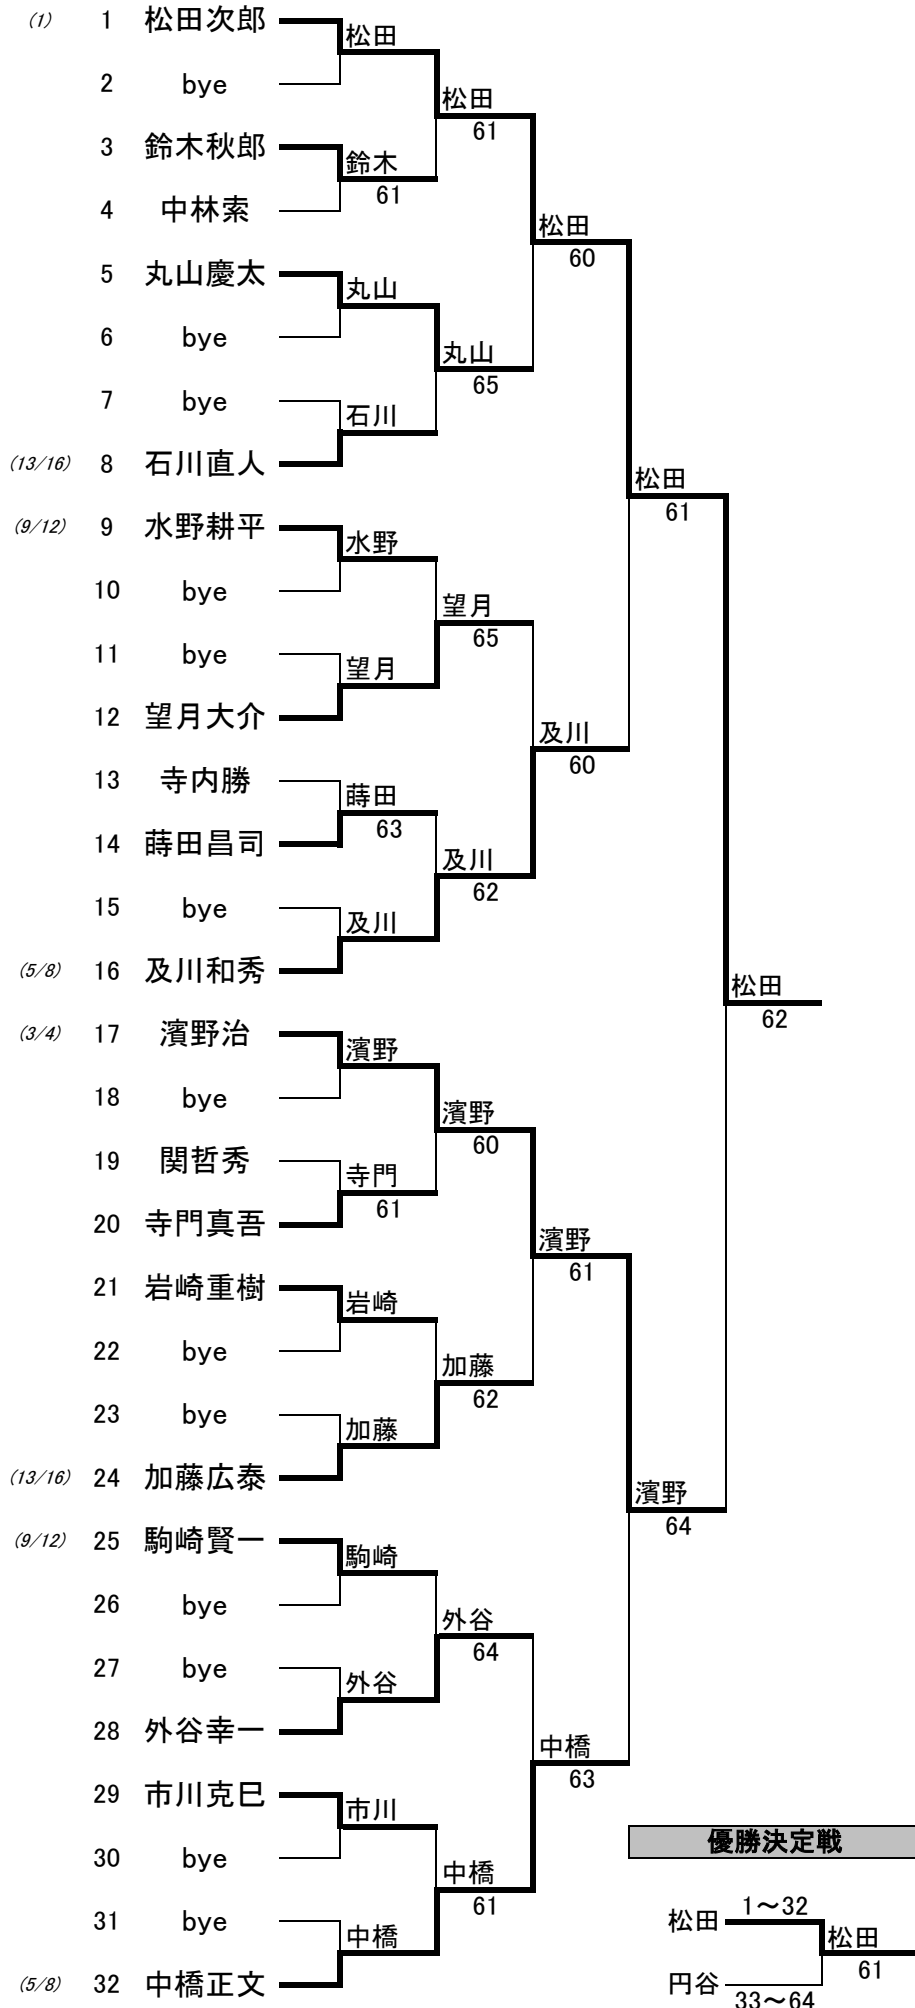 (1) 1 松田次郎
松田
2 bye
松田
61
3 鈴木秋郎
鈴木
61
4 中林索
松田
60
5 丸山慶太
丸山
6 bye
丸山
65
7 bye
石川
(13/16) 8 石川直人
松田
61
(9/12) 9 水野耕平
水野
10 bye
望月
65
11 bye
望月
12 望月大介
及川
60
13 寺内勝
蒔田
63
14 蒔田昌司
及川
62
15 bye
及川
(5/8) 16 及川和秀
松田
62
(3/4) 17 濱野治
濱野
18 bye
濱野
60
19 関哲秀
寺門
61
20 寺門真吾
濱野
61
21 岩崎重樹
岩崎
22 bye
加藤
62
23 bye
加藤
(13/16) 24 加藤広泰
濱野
64
(9/12) 25 駒崎賢一
駒崎
26 bye
外谷
64
27 bye
外谷
28 外谷幸一
中橋
63
29 市川克巳
市川
30 bye
中橋
61
31 bye
中橋
(5/8) 32 中橋正文
優勝決定戦
1～32
松田
松田
61
円谷
33～64